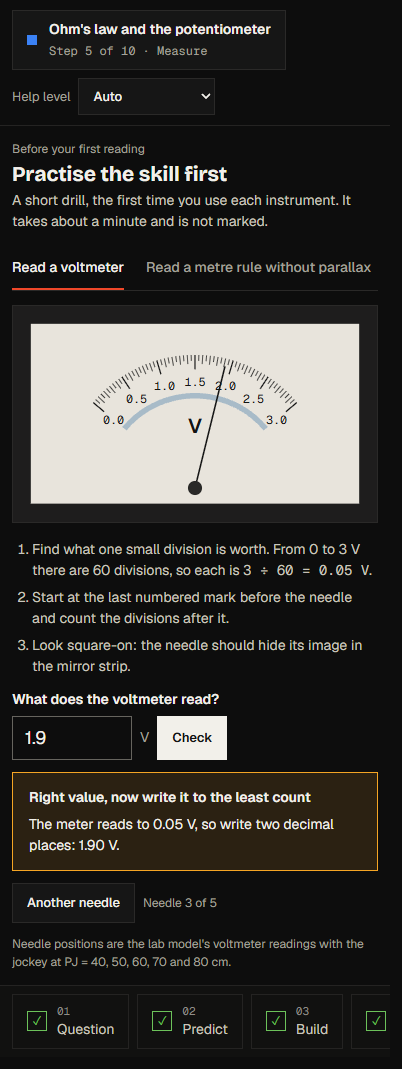 Ohm's law and the potentiometer
Step 5 of 10 · Measure
Help level
Auto
Before your first reading
Practise the skill first
A short drill, the first time you use each instrument. It
takes about a minute and is not marked.
Read a voltmeter
Read a metre rule without parallax
0.0
0.5
1.0
1.5
2.0
2.5
3.0
V
1. Find what one small division is worth. From 0 to 3 V
there are 60 divisions, so each is 3 ÷ 60 = 0.05 V.
2. Start at the last numbered mark before the needle
and count the divisions after it.
3. Look square-on: the needle should hide its image in
the mirror strip.
What does the voltmeter read?
1.9
V
Check
Right value, now write it to the least count
The meter reads to 0.05 V, so write two decimal
places: 1.90 V.
Another needle
Needle 3 of 5
Needle positions are the lab model's voltmeter readings with the
jockey at PJ = 40, 50, 60, 70 and 80 cm.
01
Question
02
Predict
03
Build